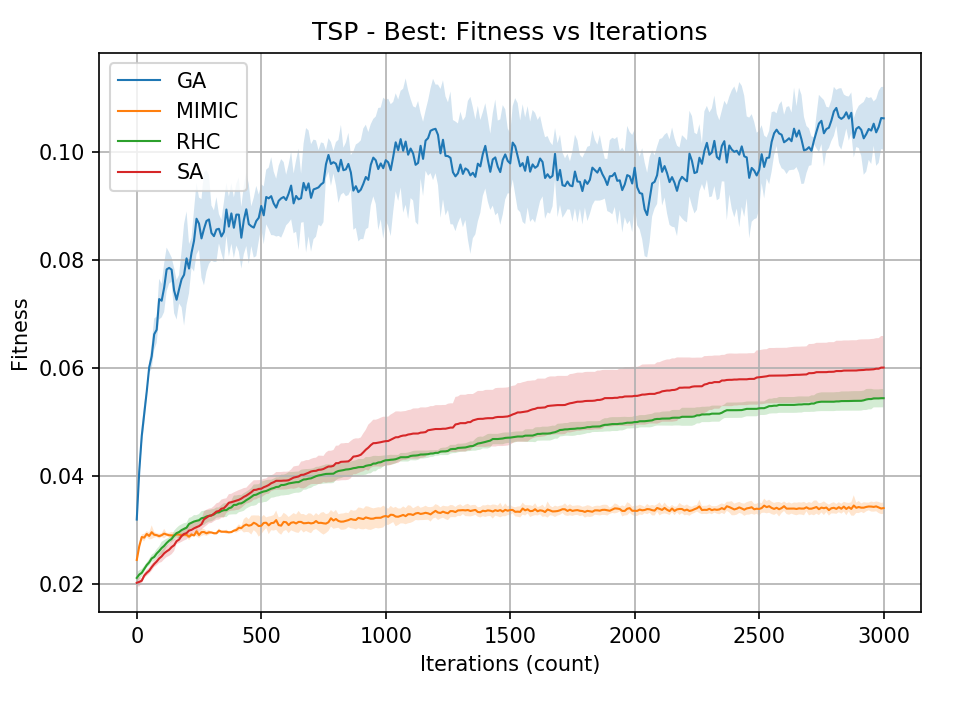 TSP - Best: Fitness vs Iterations
GA
MIMIC
RHC
SA
Fitness
0.10
0.08
0.06
0.04
0.02
0
500
1000
1500
2000
2500
3000
Iterations (count)